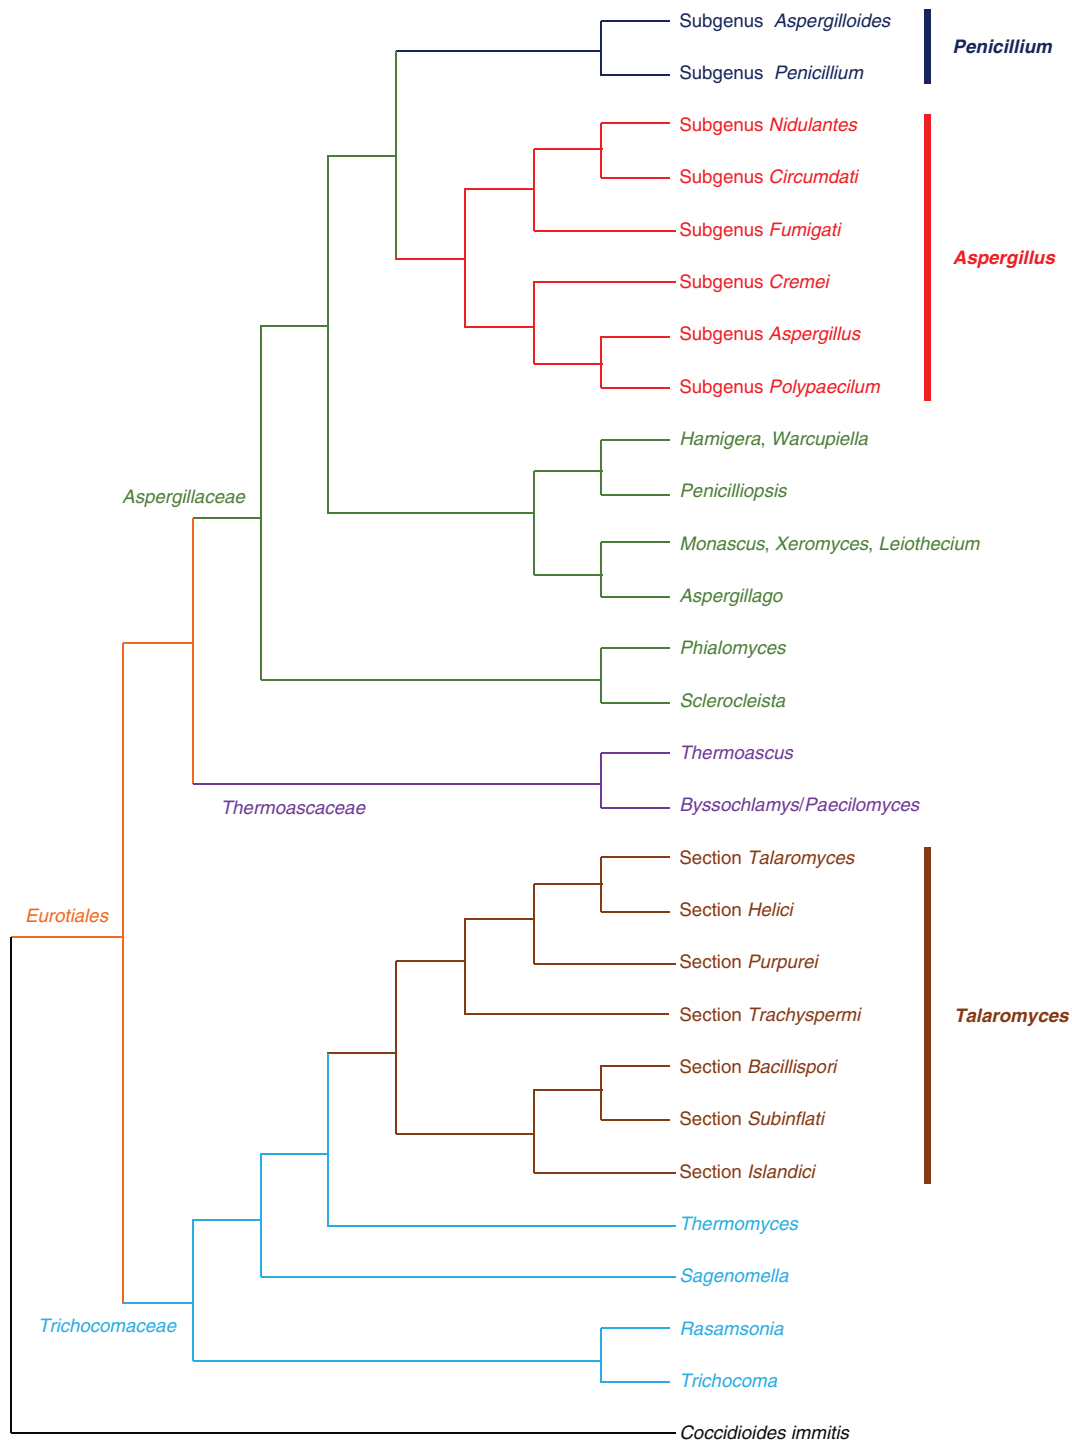 Subgenus Aspergilloides
Penicillium
Subgenus Penicillium
Subgenus Nidulantes
Subgenus Circumdati
Subgenus Fumigati
Aspergillus
Subgenus Cremei
Subgenus Aspergillus
Subgenus Polypaecilum
Hamigera, Warcupiella
Aspergillaceae
Penicilliopsis
Monascus, Xeromyces, Leiothecium
Aspergillago
Phialomyces
Sclerocleista
Thermoascus
Thermoascaceae
Byssochlamys/Paecilomyces
Section Talaromyces
Eurotiales
Section Helici
Section Purpurei
Section Trachyspermi
Talaromyces
Section Bacillispori
Section Subinflati
Section Islandici
Thermomyces
Sagenomella
Trichocomaceae
Rasamsonia
Trichocoma
Coccidioides immitis